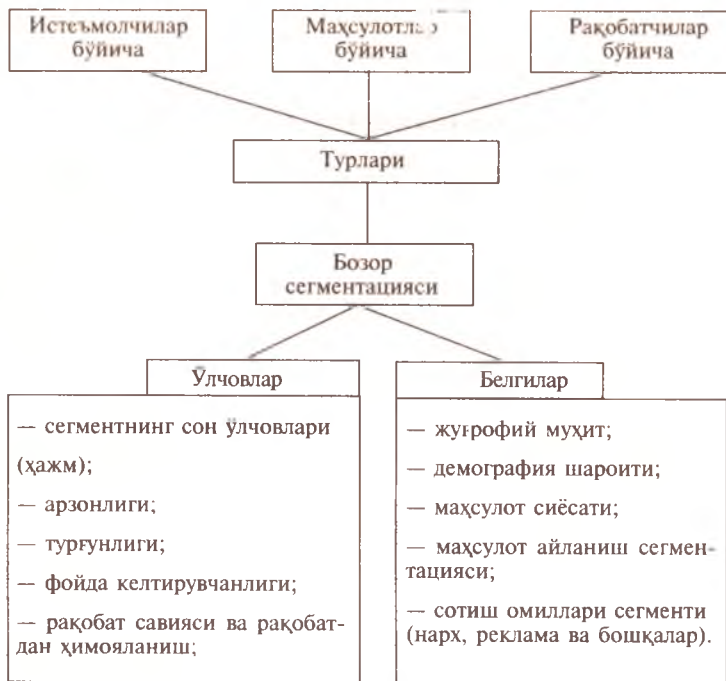 Истеъмолчилар
бўйича
Маҳсулотлар
бўйича
Рақобатчилар
бўйича
Турлари
Бозор
сегментацияси
Ўлчовлар
— сегментнинг сон ўлчовлари
(ҳажм);
— арзонлиги;
— турғунлиги;
— фойда келтирувчанлиги;
— рақобат савияси ва рақобат-
дан ҳимояланиш;
Белгилар
— жуғрофий муҳит;
— демография шароити;
— маҳсулот сиёсати;
— маҳсулот айланиш сегмен-
тацияси;
— сотиш омиллари сегменти
(нарх, реклама ва бошқалар).